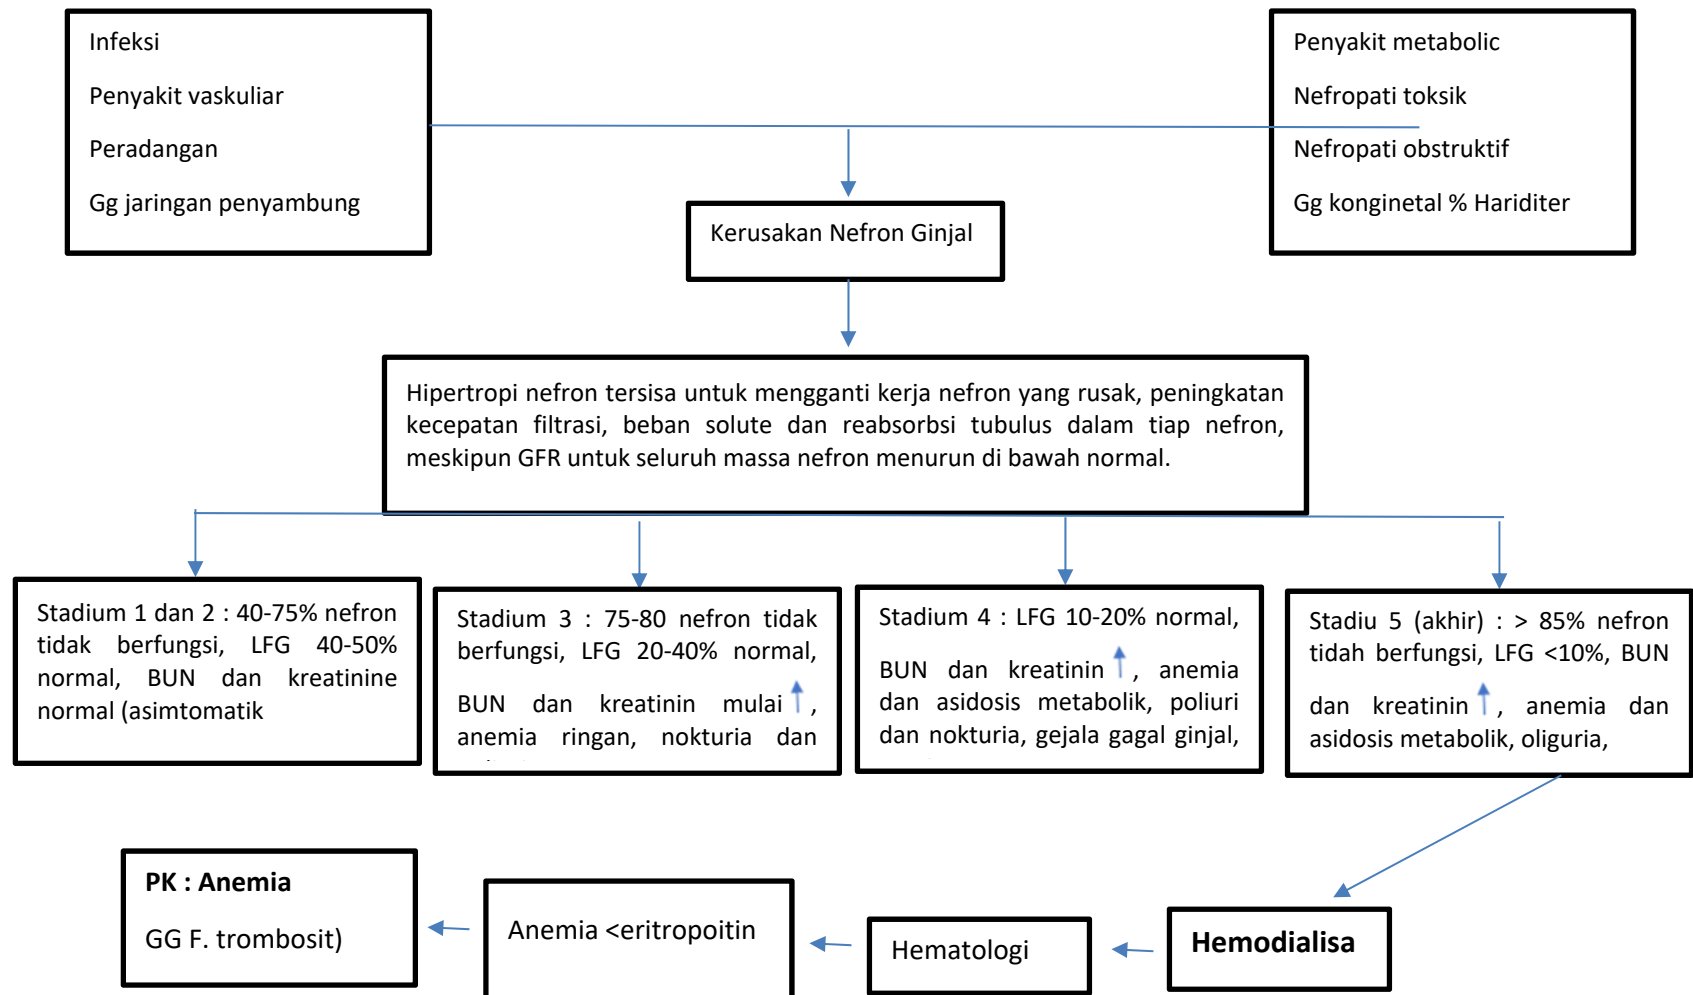 Infeksi
Penyakit vaskuliar
Peradangan
Gg jaringan penyambung
Penyakit metabolic
Nefropati toksik
Nefropati obstruktif
Gg konginetal % Hariditer
Kerusakan Nefron Ginjal
Hipertropi nefron tersisa untuk mengganti kerja nefron yang rusak, peningkatan
kecepatan filtrasi, beban solute dan reabsorbsi tubulus dalam tiap nefron,
meskipun GFR untuk seluruh massa nefron menurun di bawah normal.
Stadium 1 dan 2 : 40-75% nefron
tidak berfungsi, LFG 40-50%
normal, BUN dan kreatinine
normal (asimtomatik
Stadium 3 : 75-80 nefron tidak
berfungsi, LFG 20-40% normal,
BUN dan kreatinin mulai ↑,
anemia ringan, nokturia dan
Stadium 4 : LFG 10-20% normal,
BUN dan kreatinin ↑, anemia
dan asidosis metabolik, poliuri
dan nokturia, gejala gagal ginjal,
Stadiu 5 (akhir) : > 85% nefron
tidah berfungsi, LFG <10%, BUN
dan kreatinin ↑, anemia dan
asidosis metabolik, oliguria,
PK : Anemia
GG F. trombosit)
Anemia <eritropoitin
Hematologi
Hemodialisa